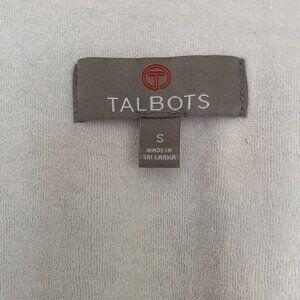 T
TALBOTS
S
MADE IN
SRI LANKA